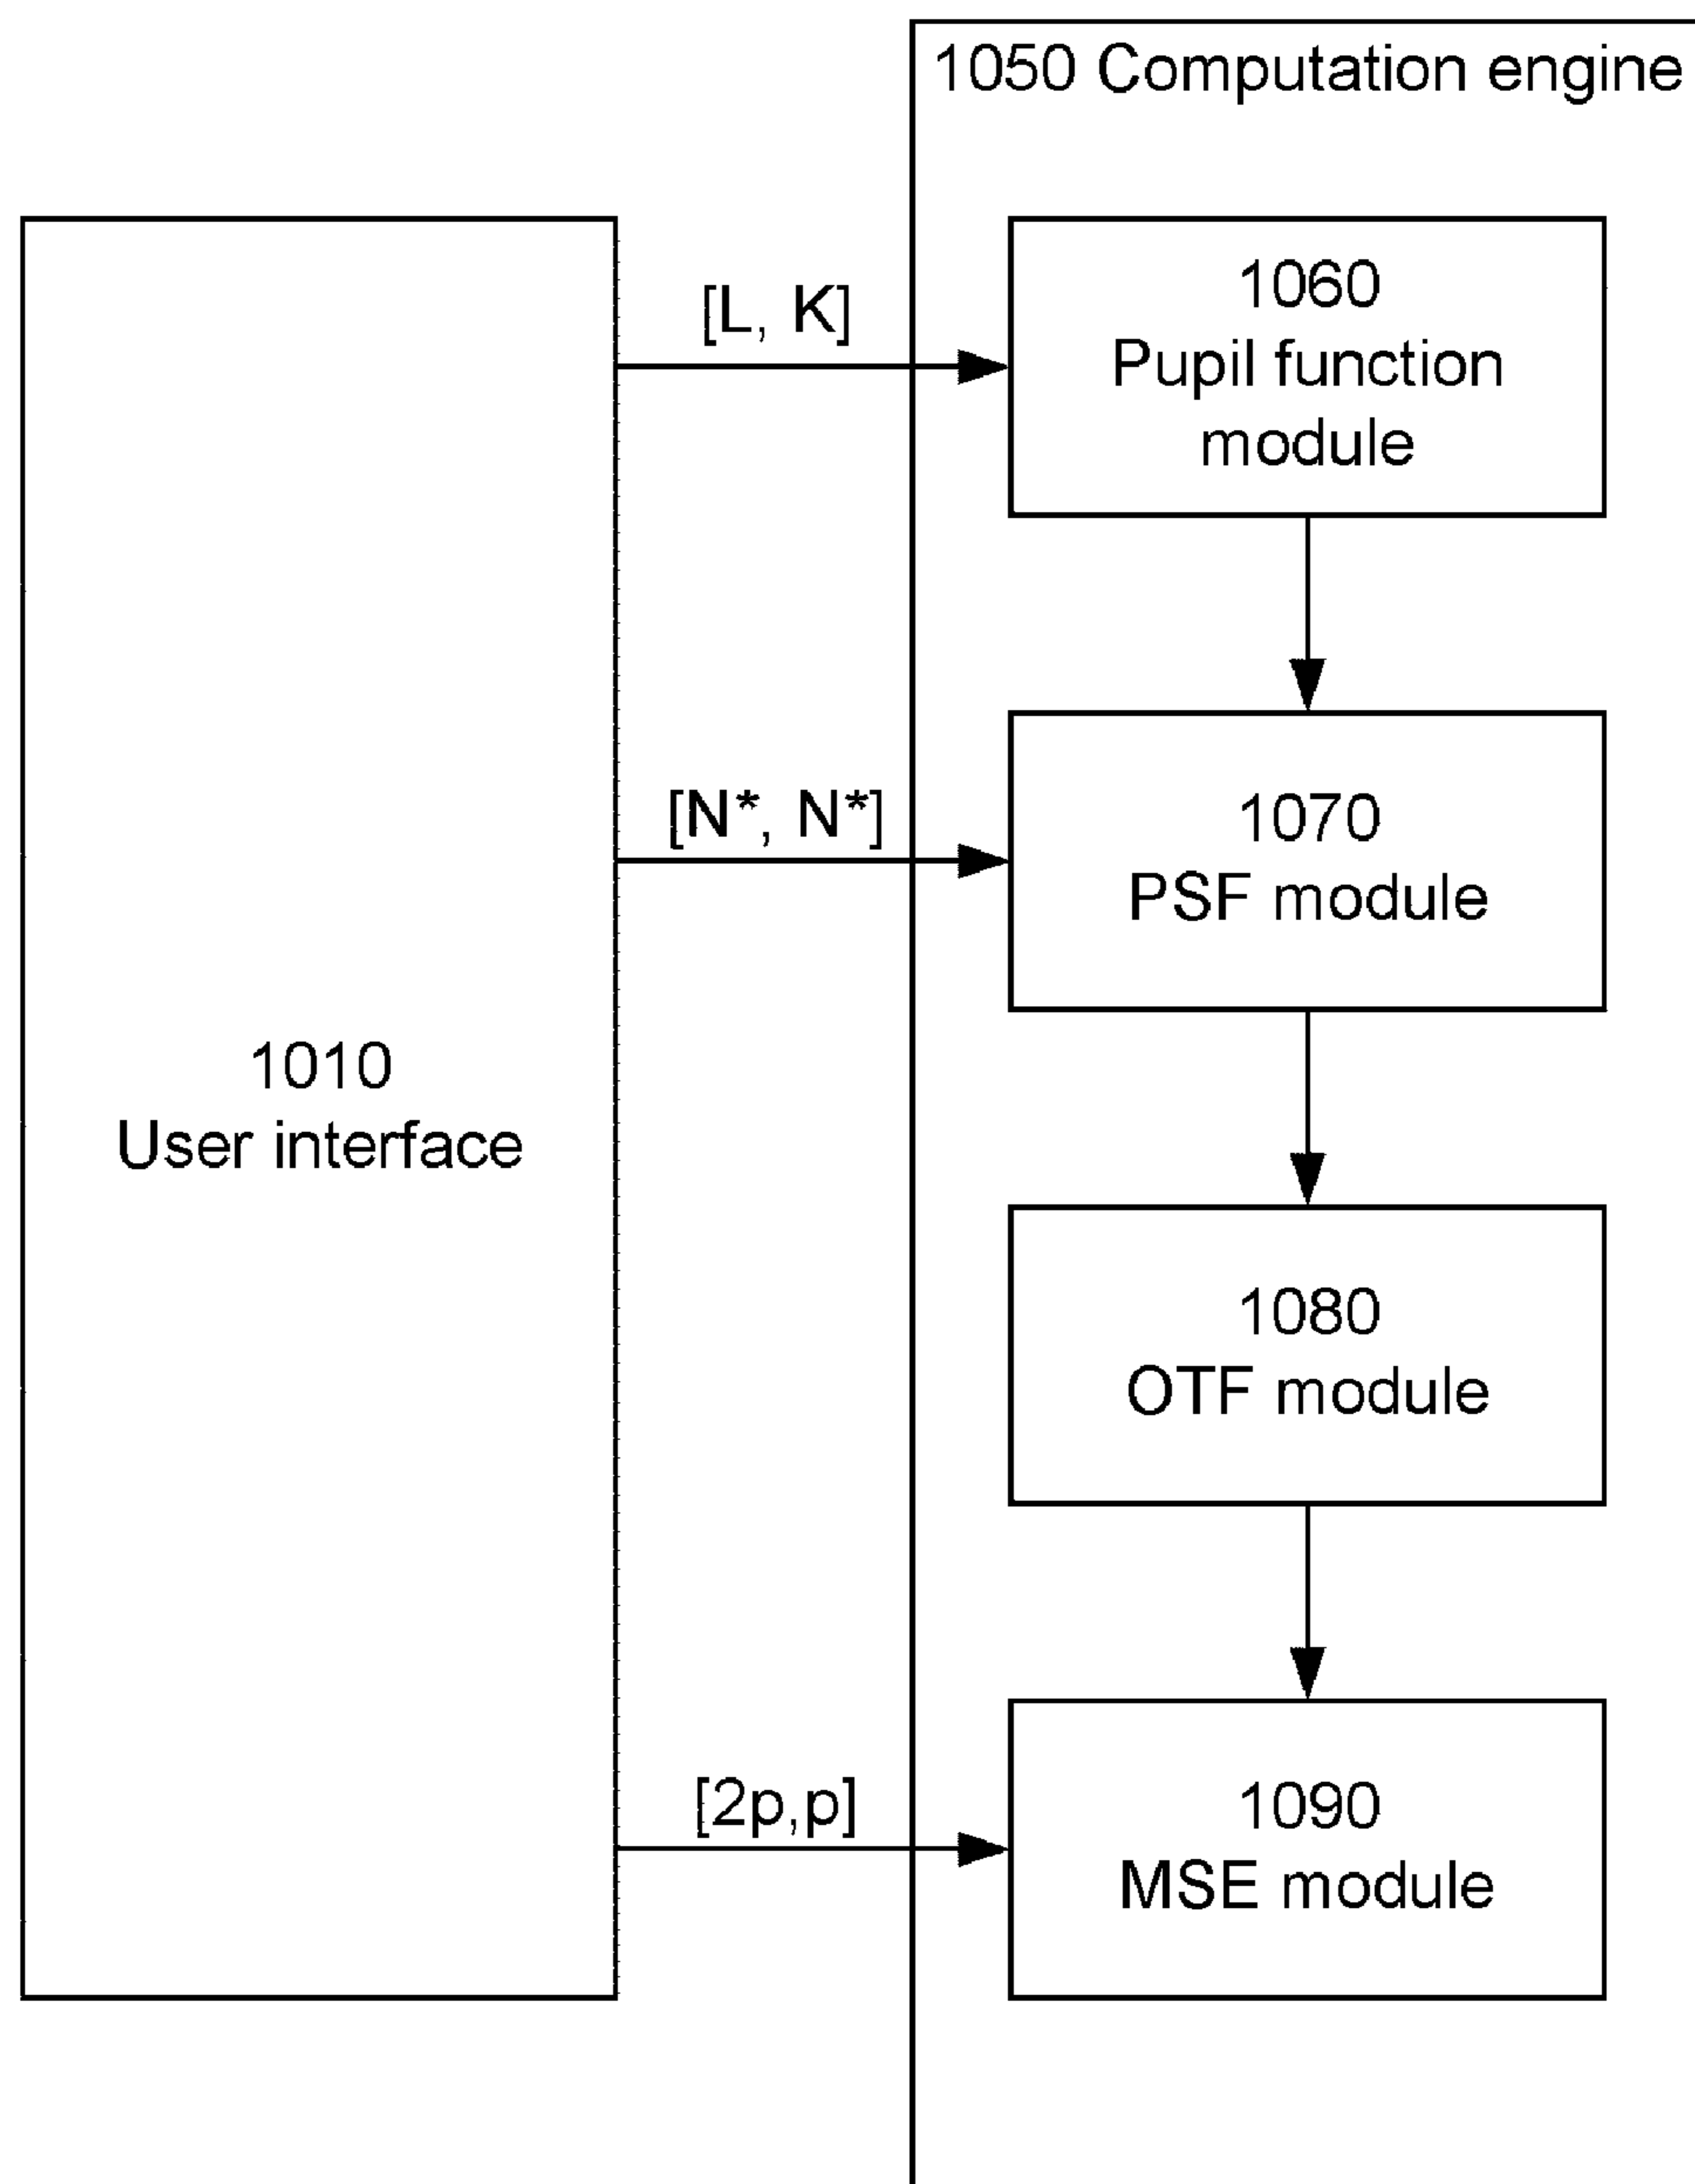 1050 Computation engine
[L, K]
1060
Pupil function
module
[N*, N*]
1070
PSF module
1010
User interface
1080
OTF module
[2p,p]
1090
MSE module